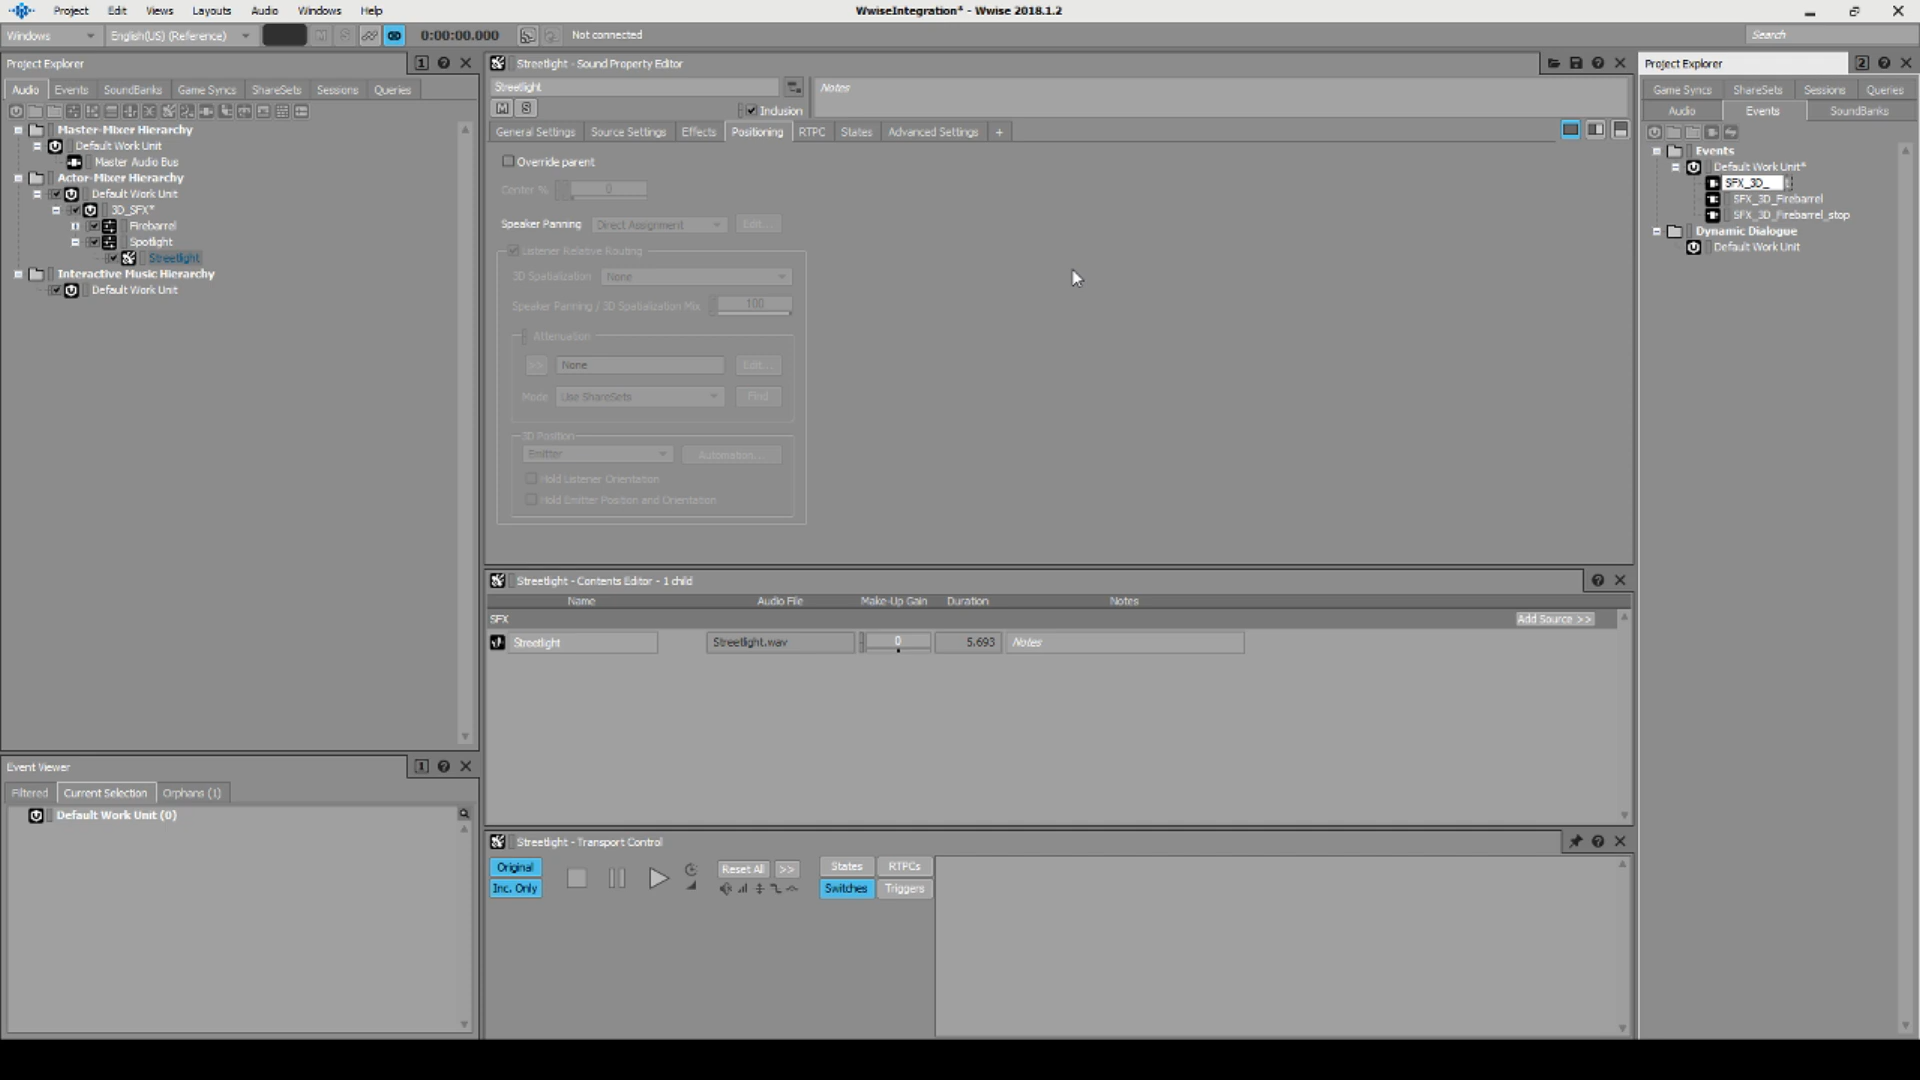 Project Edit Views Layouts Audio Windows Help
WwiseIntegration* - Wwise 2018.1.2
Windows English(US) (Reference) M S 0:00:00.000 Not connected Search
Project Explorer 1
Audio Events SoundBanks Game Syncs ShareSets Sessions Queries
Master-Mixer Hierarchy
Default Work Unit
Master Audio Bus
Actor-Mixer Hierarchy
Default Work Unit
3D_SFX*
Firebarrel
Spotlight
Streetlight
Interactive Music Hierarchy
Default Work Unit
Event Viewer 1
Filtered Current Selection Orphans (1)
Default Work Unit (0)
Streetlight - Sound Property Editor
Streetlight
Notes
M S
Inclusion
General Settings Source Settings Effects Positioning RTPC States Advanced Settings +
Override parent
Center % 0
Speaker Panning Direct Assignment Edit...
Listener Relative Routing
3D Spatialization None
Speaker Panning / 3D Spatialization Mix 100
Attenuation
>> None Edit...
Mode Use ShareSets Find
3D Position
Emitter Automation...
Hold Listener Orientation
Hold Emitter Position and Orientation
Streetlight - Contents Editor - 1 child
Name Audio File Make-Up Gain Duration Notes
SFX Add Source >>
Streetlight Streetlight.wav 0 5.693 Notes
Streetlight - Transport Control
Original Reset All >> States RTPCs
Inc. Only Switches Triggers
Project Explorer 2
Game Syncs ShareSets Sessions Queries
Audio Events SoundBanks
Events
Default Work Unit*
SFX_3D_
SFX_3D_Firebarrel
SFX_3D_Firebarrel_stop
Dynamic Dialogue
Default Work Unit